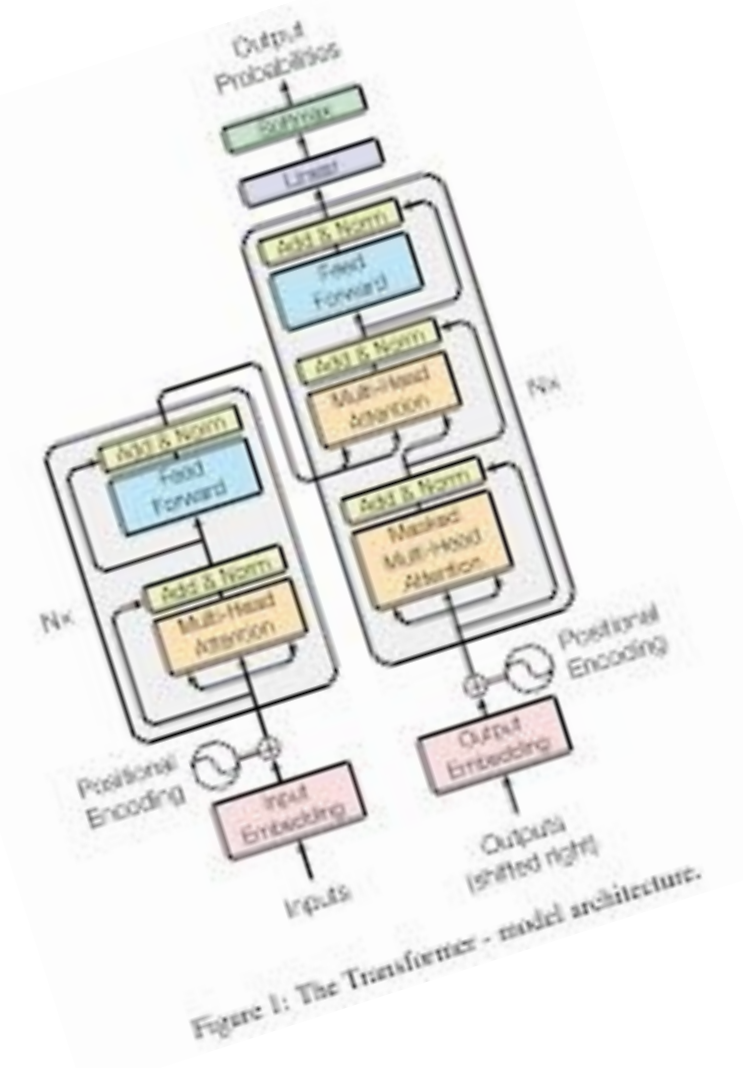 Output
Probabilities
Softmax
Linear
Add & Norm
Feed
Forward
Add & Norm
Multi-Head
Attention
Add & Norm
Masked
Multi-Head
Attention
Nx
Add & Norm
Feed
Forward
Add & Norm
Multi-Head
Attention
Nx
Positional
Encoding
Positional
Encoding
Input
Embedding
Output
Embedding
Inputs
Outputs
(shifted right)
Figure 1: The Transformer - model architecture.